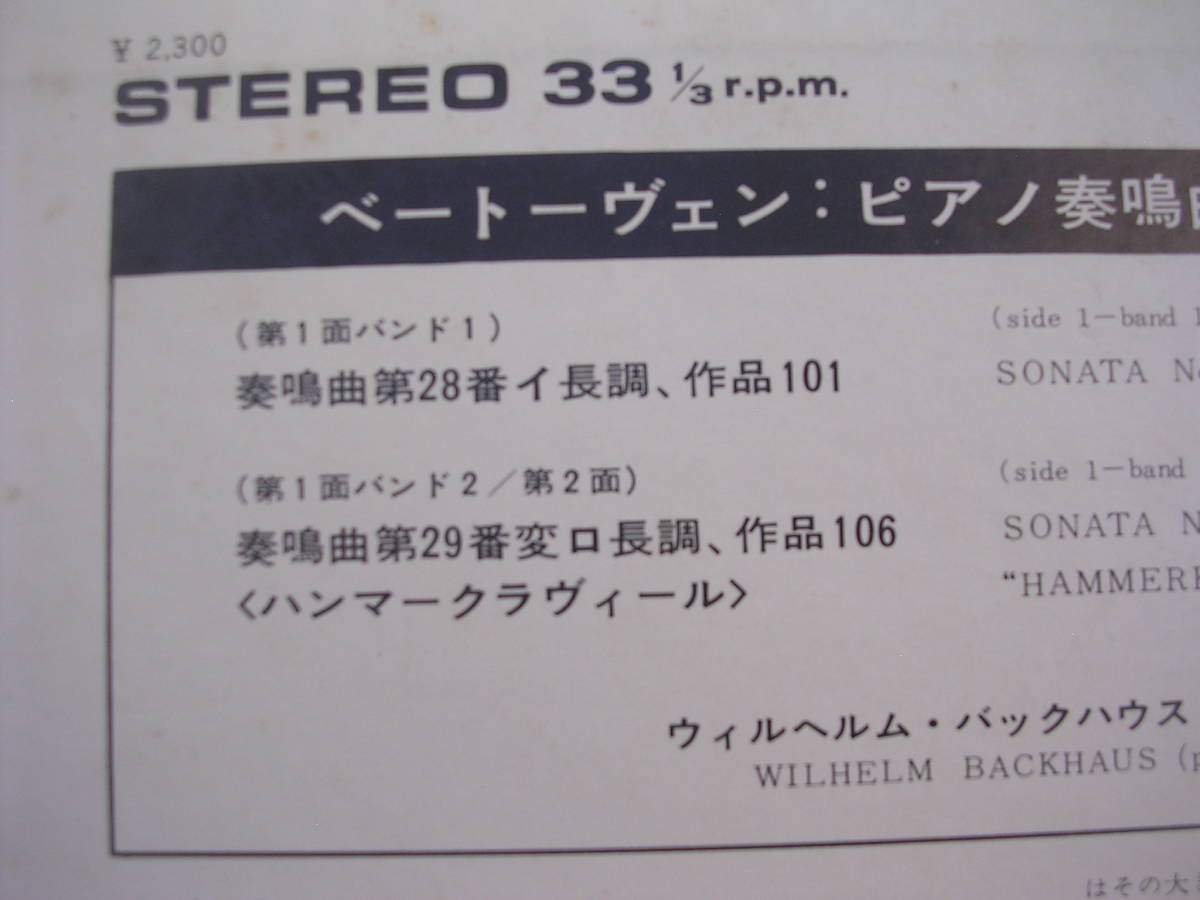 ¥ 2,300
STEREO 33 ⅓ r.p.m.
ベートーヴェン：ピアノ奏鳴曲
(第1面バンド1)
(side 1—band 1
奏鳴曲第28番イ長調、作品101
SONATA No
(第1面バンド2／第2面)
(side 1—band
奏鳴曲第29番変ロ長調、作品106
SONATA N
〈ハンマークラヴィール〉
“HAMMER
ウィルヘルム・バックハウス
WILHELM BACKHAUS (p
はその大